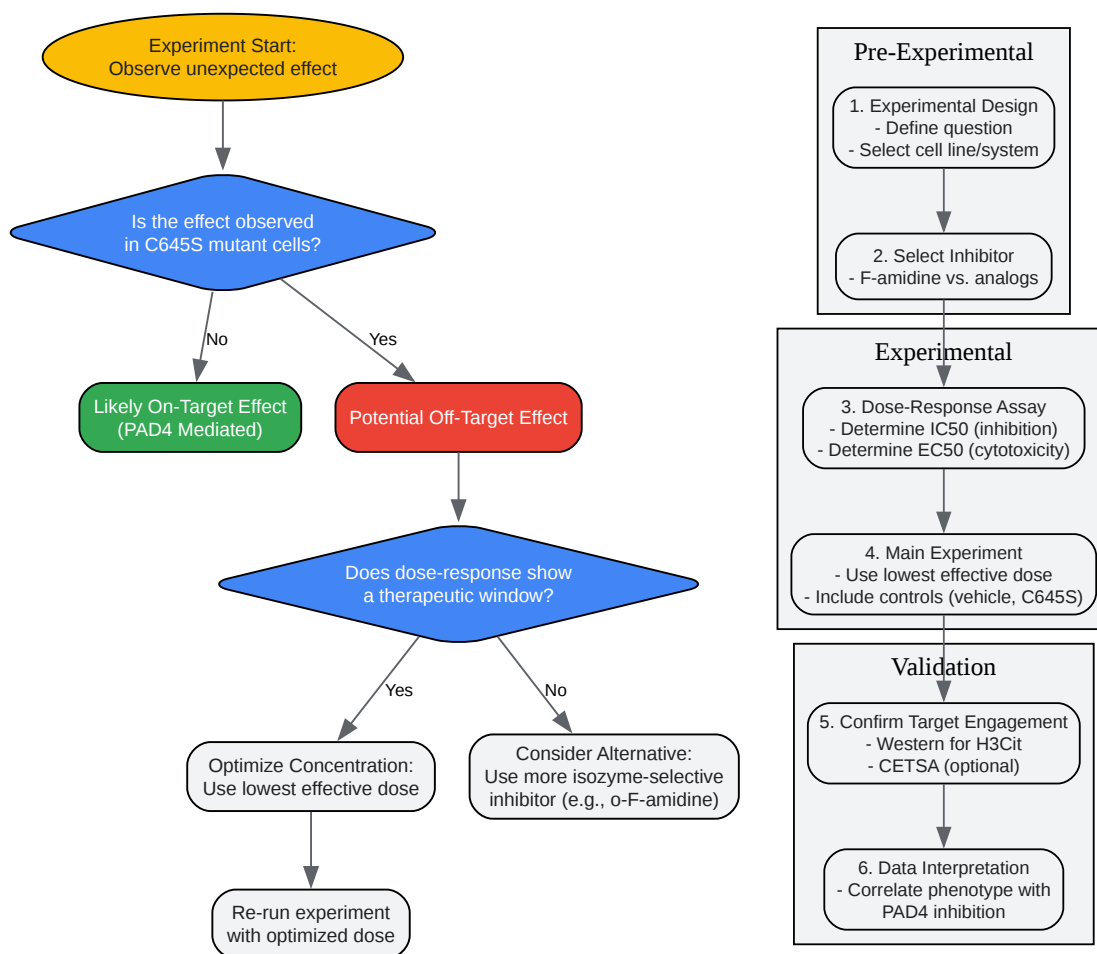 Experiment Start:
Observe unexpected effect
Is the effect observed
in C645S mutant cells?
No
Yes
Likely On-Target Effect
(PAD4 Mediated)
Potential Off-Target Effect
Does dose-response show
a therapeutic window?
Yes
No
Optimize Concentration:
Use lowest effective dose
Consider Alternative:
Use more isozyme-selective
inhibitor (e.g., o-F-amidine)
Re-run experiment
with optimized dose
Pre-Experimental
1. Experimental Design
- Define question
- Select cell line/system
2. Select Inhibitor
- F-amidine vs. analogs
Experimental
3. Dose-Response Assay
- Determine IC50 (inhibition)
- Determine EC50 (cytotoxicity)
4. Main Experiment
- Use lowest effective dose
- Include controls (vehicle, C645S)
Validation
5. Confirm Target Engagement
- Western for H3Cit
- CETSA (optional)
6. Data Interpretation
- Correlate phenotype with
PAD4 inhibition